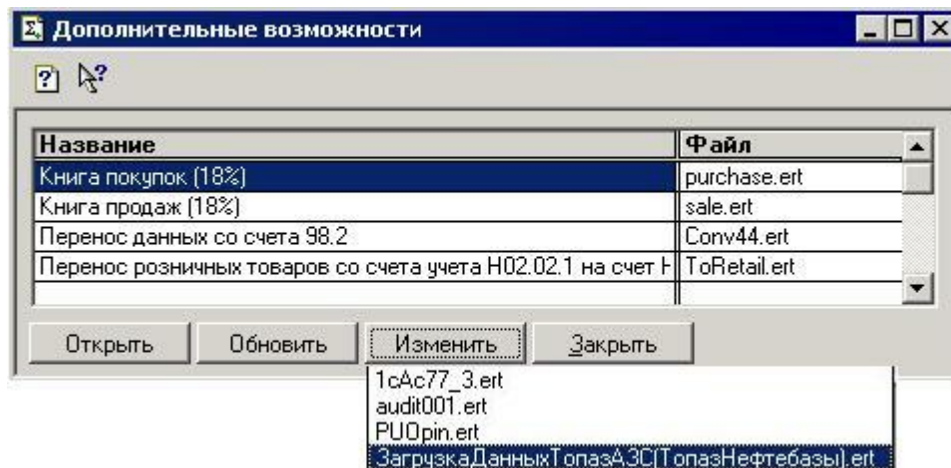 Дополнительные возможности
Название Файл
Книга покупок (18%) purchase.ert
Книга продаж (18%) sale.ert
Перенос данных со счета 98.2 Conv44.ert
Перенос розничных товаров со счета учета Н02.02.1 на счет Н ToRetail.ert
Открыть Обновить Изменить Закрыть
1cAc77_3.ert
audit001.ert
PUOpin.ert
ЗагрузкаДанныхТопазАЗС(ТопазНефтебазы).ert